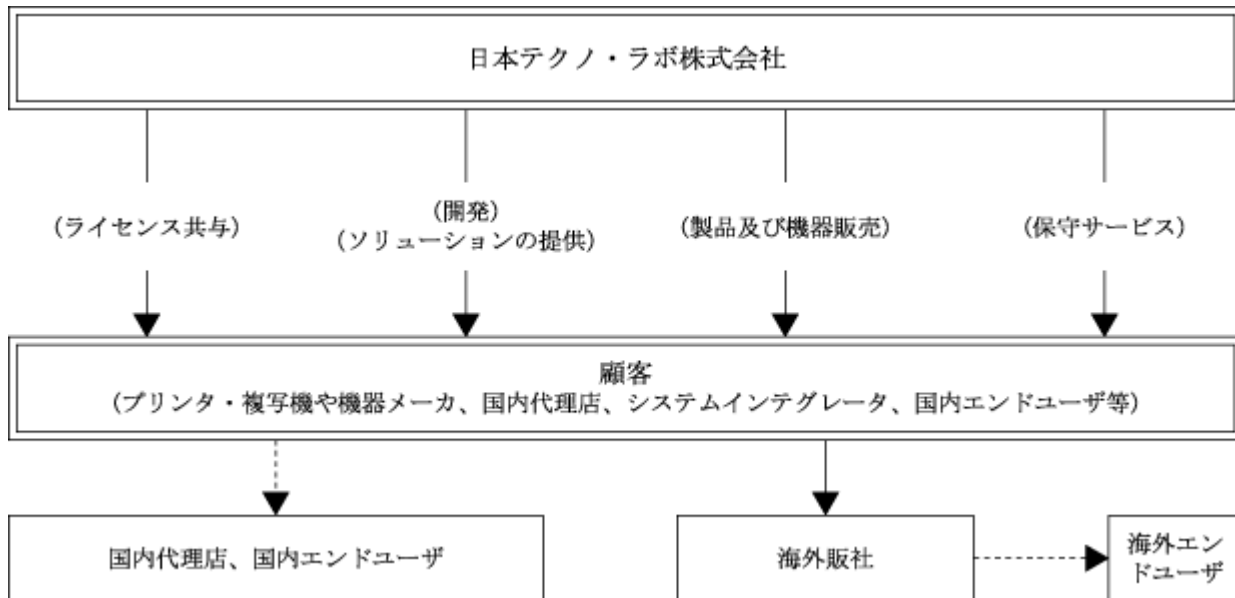 日本テクノ・ラボ株式会社
(ライセンス共与)
(開発)
(ソリューションの提供)
(製品及び機器販売)
(保守サービス)
顧客
(プリンタ・複写機や機器メーカ、国内代理店、システムインテグレータ、国内エンドユーザ等)
国内代理店、国内エンドユーザ
海外販社
海外エン
ドユーザ